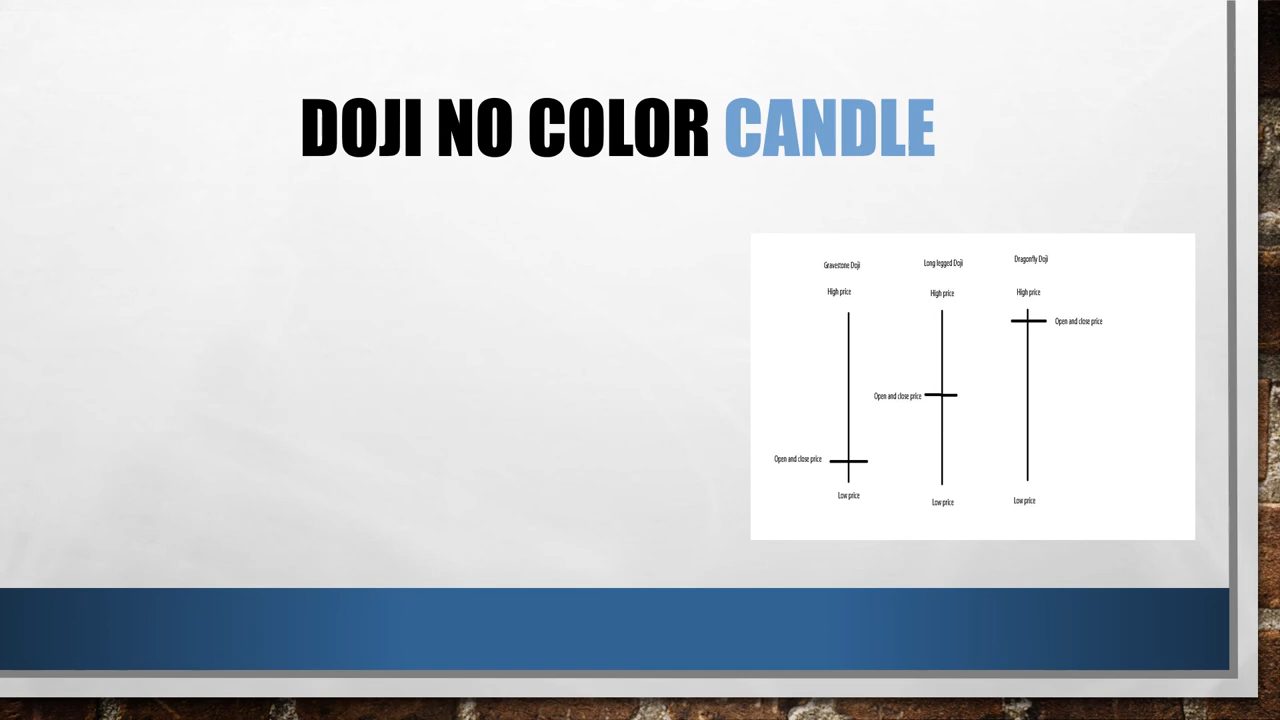 DOJI NO COLOR CANDLE
Gravestone Doji
Long legged Doji
Dragonfly Doji
High price
High price
High price
Open and close price
Open and close price
Open and close price
Low price
Low price
Low price